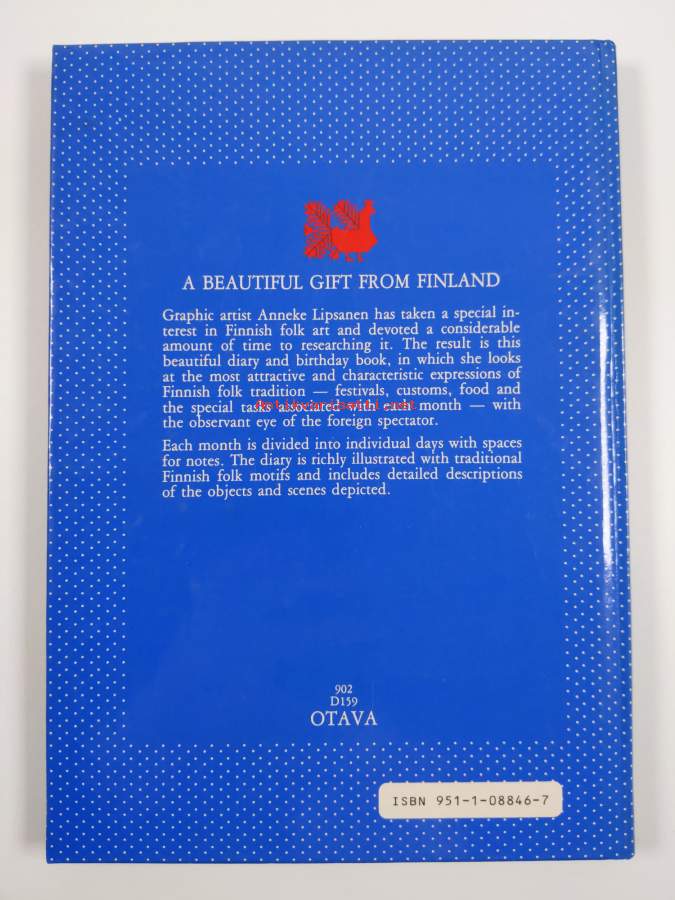 A BEAUTIFUL GIFT FROM FINLAND
Graphic artist Anneke Lipsanen has taken a special in-
terest in Finnish folk art and devoted a considerable
amount of time to researching it. The result is this
beautiful diary and birthday book, in which she looks
at the most attractive and characteristic expressions of
Finnish folk tradition — festivals, customs, food and
the special tasks associated with each month — with
the observant eye of the foreign spectator.
Each month is divided into individual days with spaces
for notes. The diary is richly illustrated with traditional
Finnish folk motifs and includes detailed descriptions
of the objects and scenes depicted.
902
D159
OTAVA
ISBN 951-1-08846-7